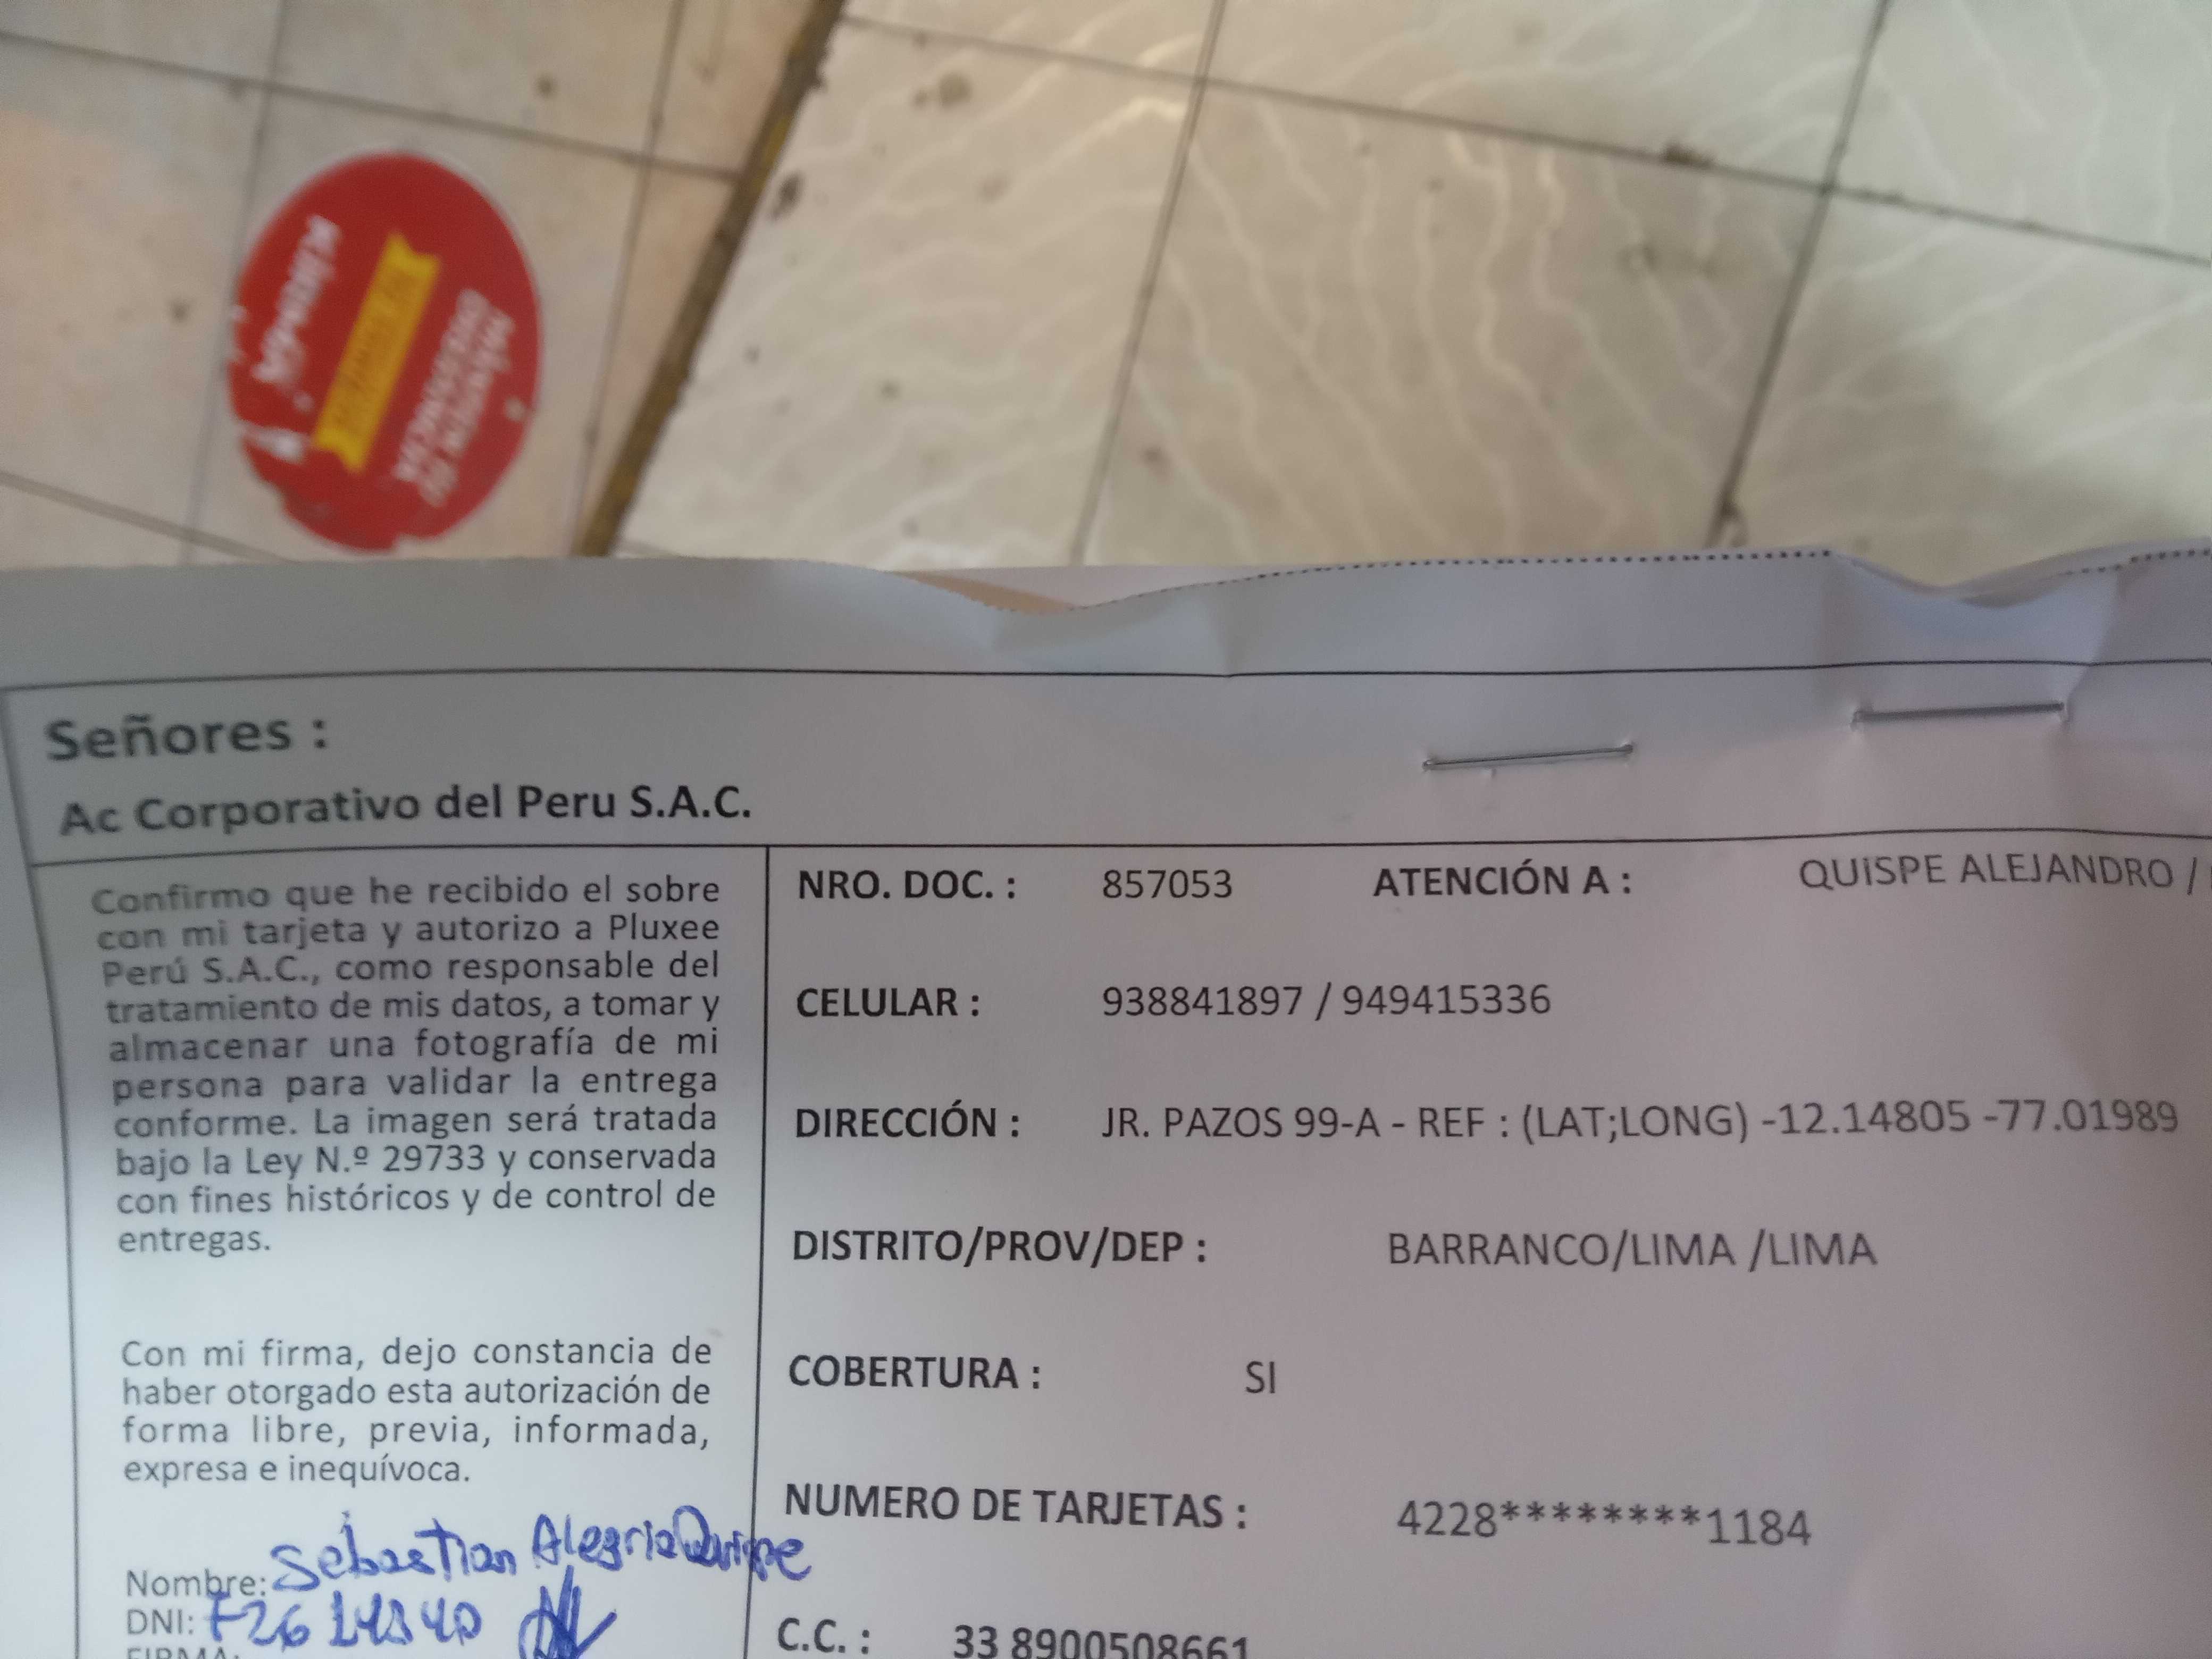 Señores :
Ac Corporativo del Peru S.A.C.
Confirmo que he recibido el sobre
con mi tarjeta y autorizo a Pluxee
Perú S.A.C., como responsable del
tratamiento de mis datos, a tomar y
almacenar una fotografía de mi
persona para validar la entrega
conforme. La imagen será tratada
bajo la Ley N.º 29733 y conservada
con fines históricos y de control de
entregas.
Con mi firma, dejo constancia de
haber otorgado esta autorización de
forma libre, previa, informada,
expresa e inequívoca.
Nombre: Sebastian Alegria Quispe
DNI:
FIRMA:
NRO. DOC. : 857053 ATENCIÓN A : QUISPE ALEJANDRO /
CELULAR : 938841897 / 949415336
DIRECCIÓN : JR. PAZOS 99-A - REF : (LAT;LONG) -12.14805 -77.01989
DISTRITO/PROV/DEP : BARRANCO/LIMA /LIMA
COBERTURA : SI
NUMERO DE TARJETAS : 4228********1184
C.C. : 33 8900508661